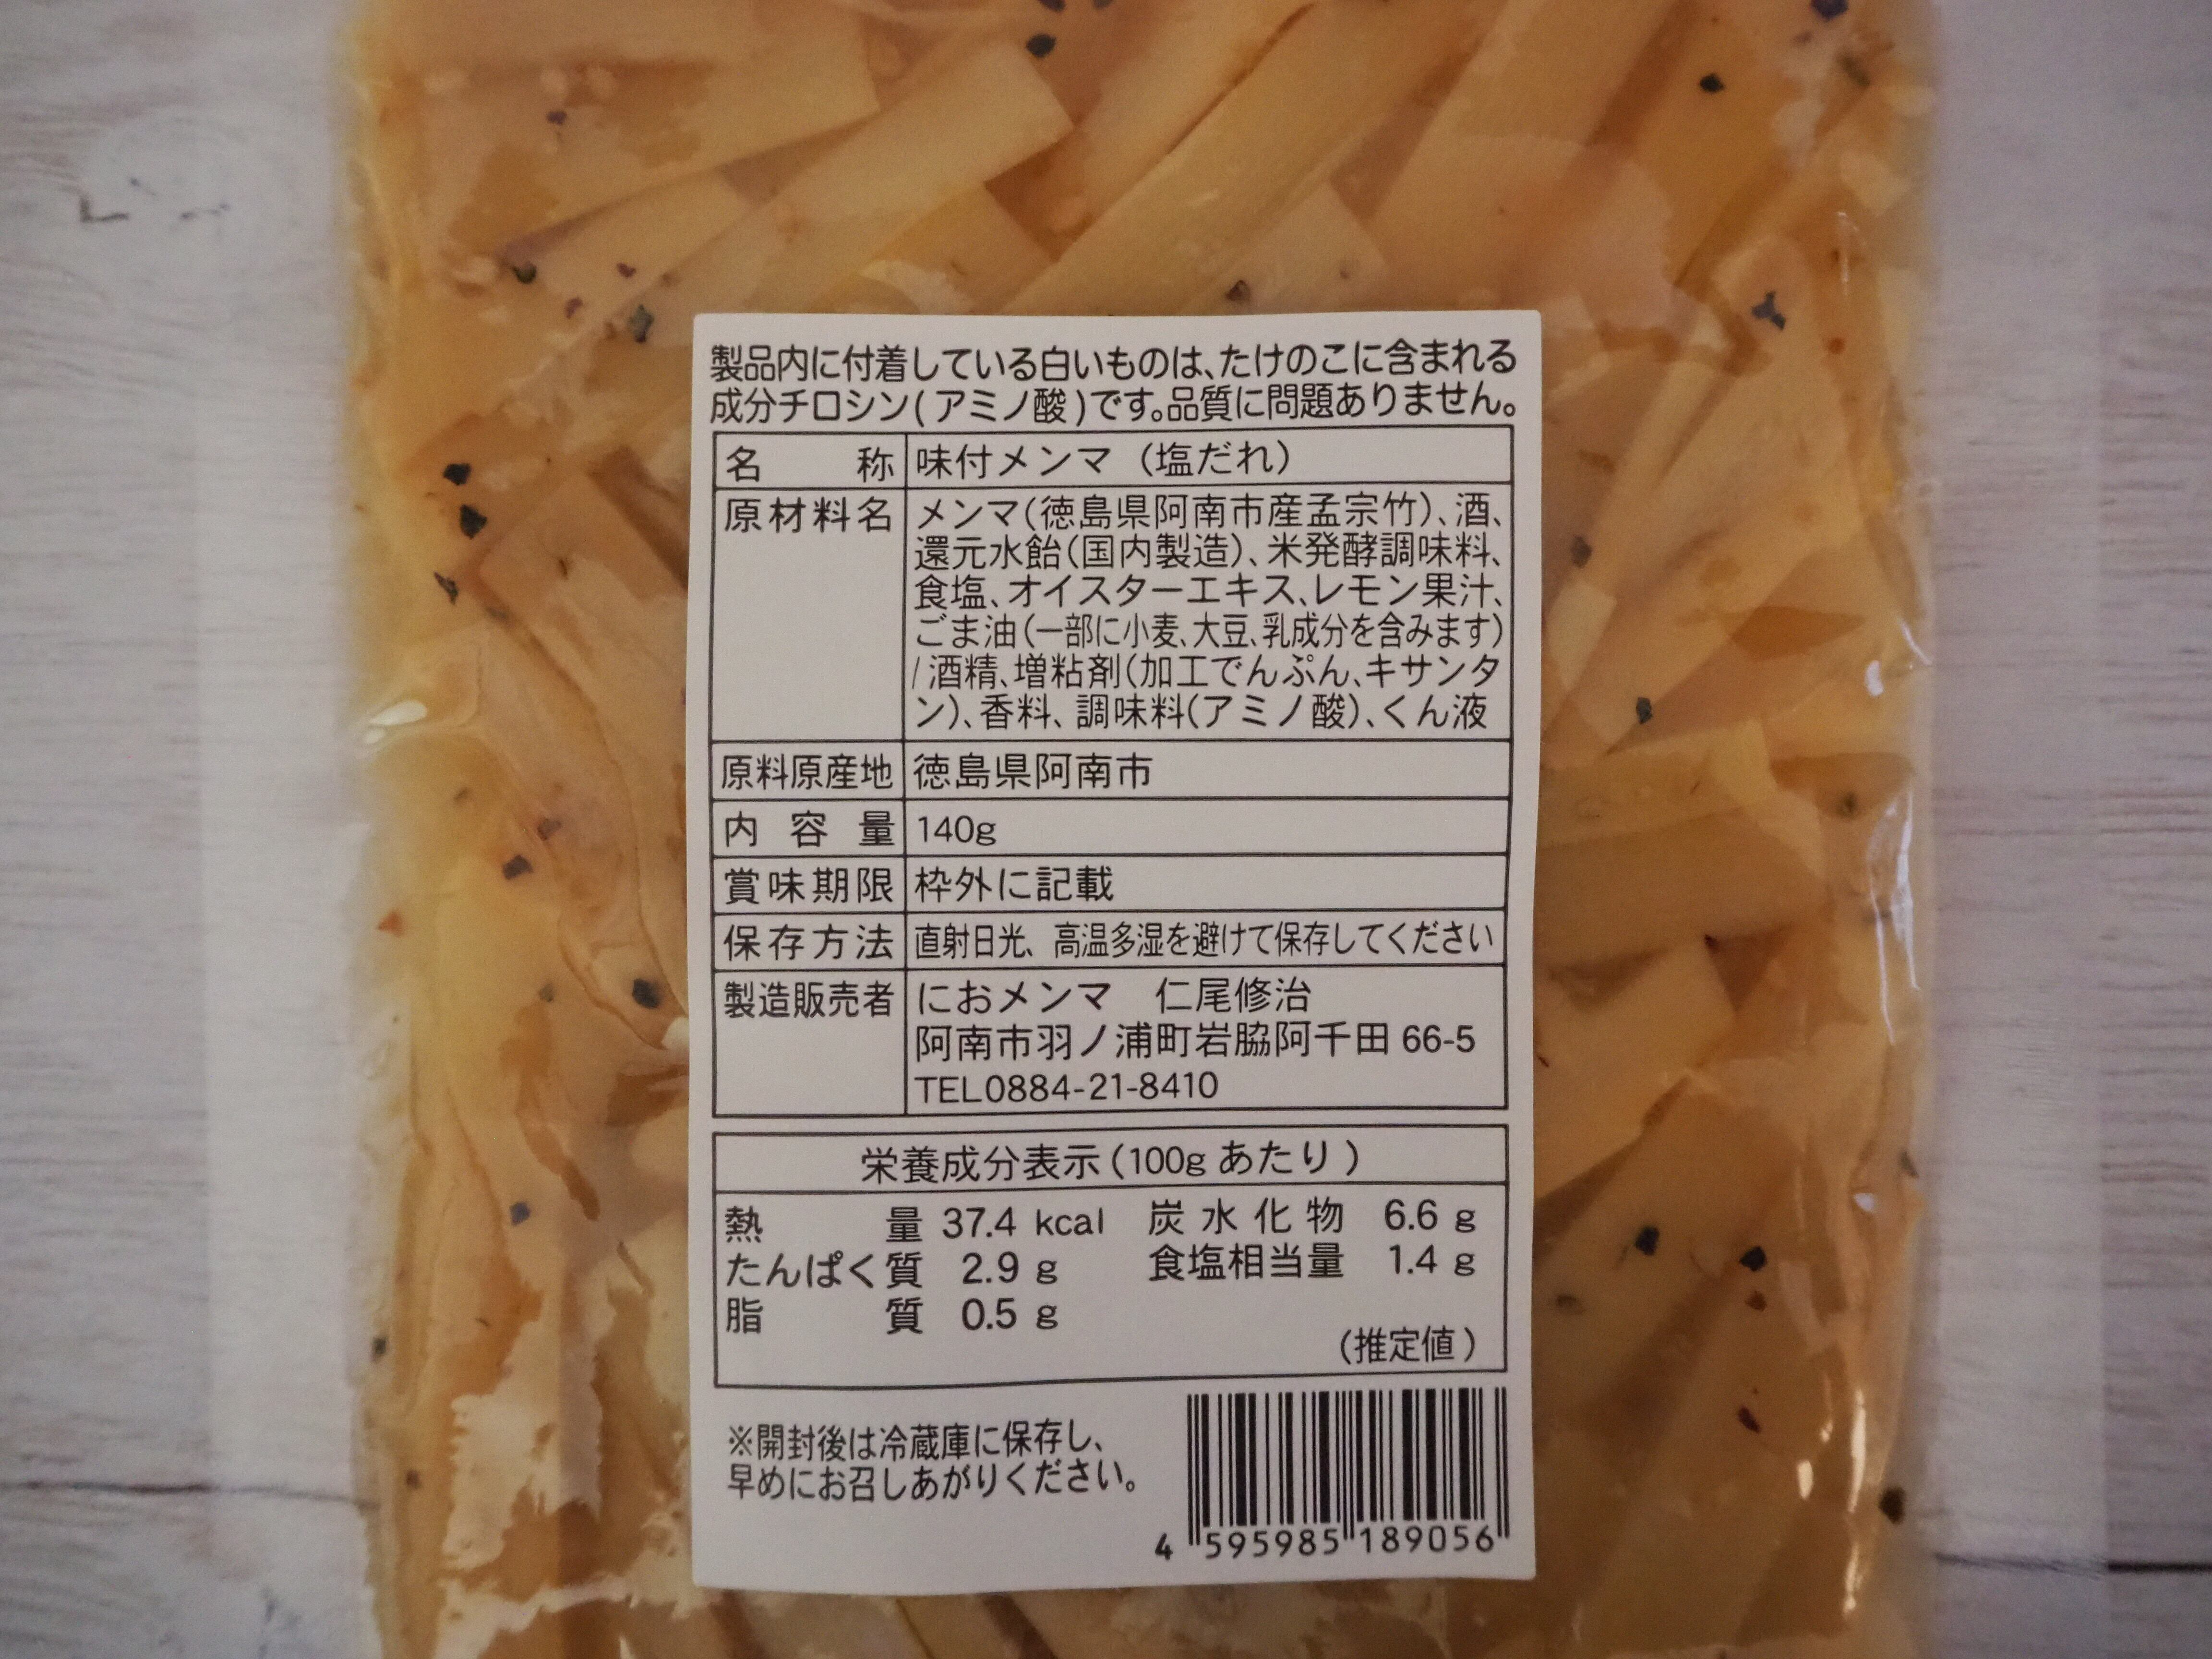 製品内に付着している白いものは、たけのこに含まれる
成分チロシン(アミノ酸)です。品質に問題ありません。
名称 味付メンマ（塩だれ）
原材料名 メンマ（徳島県阿南市産孟宗竹）、酒、
還元水飴（国内製造）、米発酵調味料、
食塩、オイスターエキス、レモン果汁、
ごま油（一部に小麦、大豆、乳成分を含みます）
/酒精、増粘剤（加工でんぷん、キサンタ
ン）、香料、調味料（アミノ酸）、くん液
原料原産地 徳島県阿南市
内容量 140g
賞味期限 枠外に記載
保存方法 直射日光、高温多湿を避けて保存してください
製造販売者 におメンマ　仁尾修治
阿南市羽ノ浦町岩脇阿千田 66-5
TEL0884-21-8410
栄養成分表示（100g あたり）
熱量 37.4 kcal 炭水化物 6.6 g
たんぱく質 2.9 g 食塩相当量 1.4 g
脂質 0.5 g
（推定値）
※開封後は冷蔵庫に保存し、
早めにお召しあがりください。
4 595985 189056